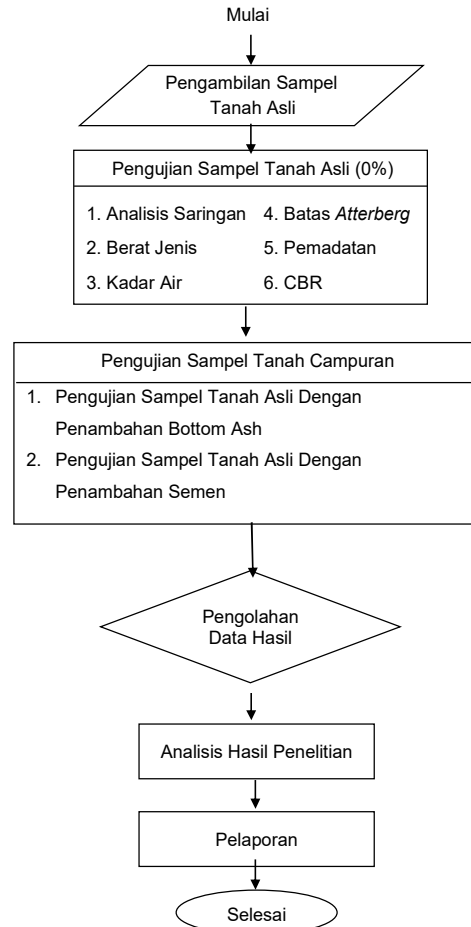 Mulai
Pengambilan Sampel
Tanah Asli
Pengujian Sampel Tanah Asli (0%)
1. Analisis Saringan
2. Berat Jenis
3. Kadar Air
4. Batas Atterberg
5. Pemadatan
6. CBR
Pengujian Sampel Tanah Campuran
1. Pengujian Sampel Tanah Asli Dengan
Penambahan Bottom Ash
2. Pengujian Sampel Tanah Asli Dengan
Penambahan Semen
Pengolahan
Data Hasil
Analisis Hasil Penelitian
Pelaporan
Selesai